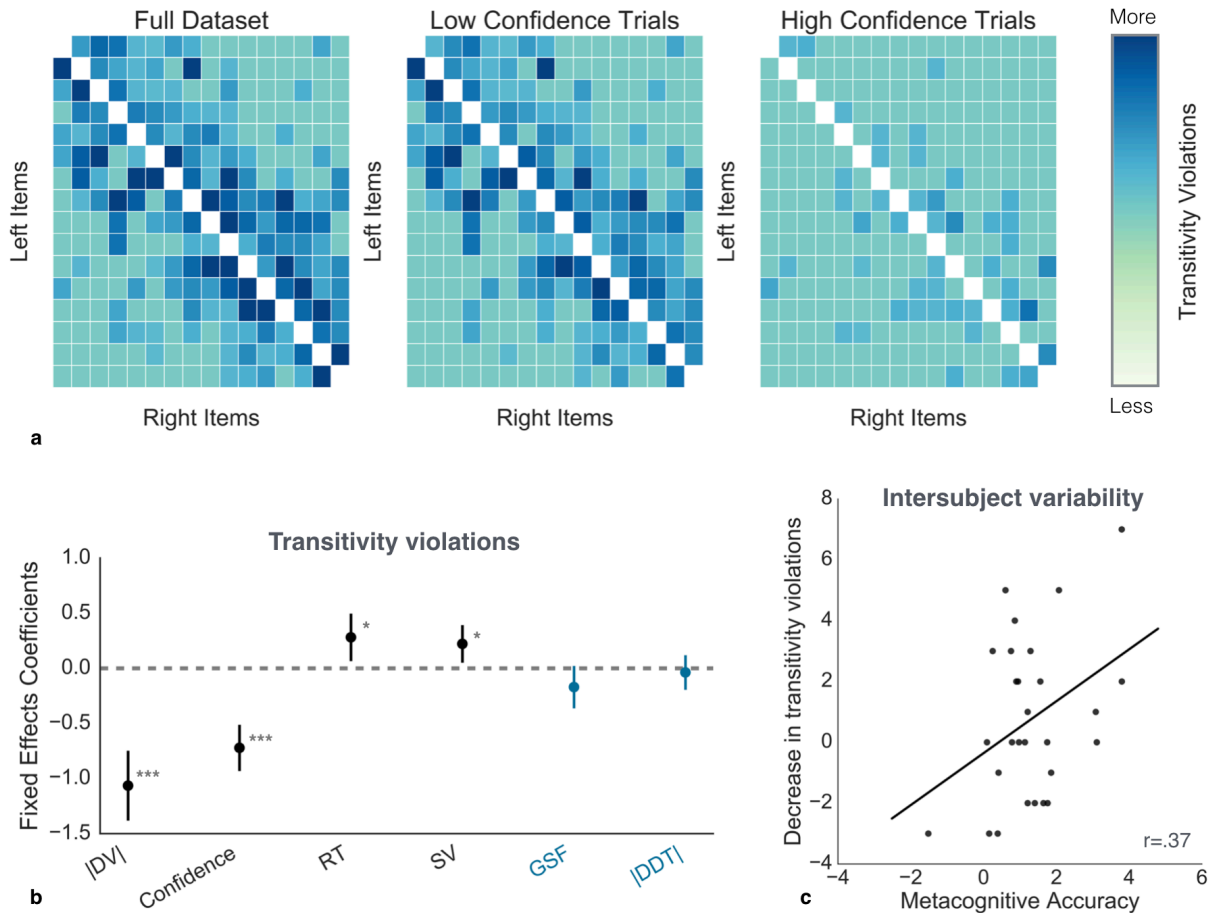 Full Dataset
Low Confidence Trials
High Confidence Trials
More
Left Items
Left Items
Left Items
Transitivity Violations
Less
Right Items
Right Items
Right Items
a
Transitivity violations
Fixed Effects Coefficients
1.0
0.5
0.0
−0.5
−1.0
−1.5
***
***
*
*
|DV|
Confidence
RT
SV
GSF
|DDT|
b
Intersubject variability
Decrease in transitivity violations
8
6
4
2
0
−2
−4
r=.37
−4
−2
0
2
4
6
Metacognitive Accuracy
c